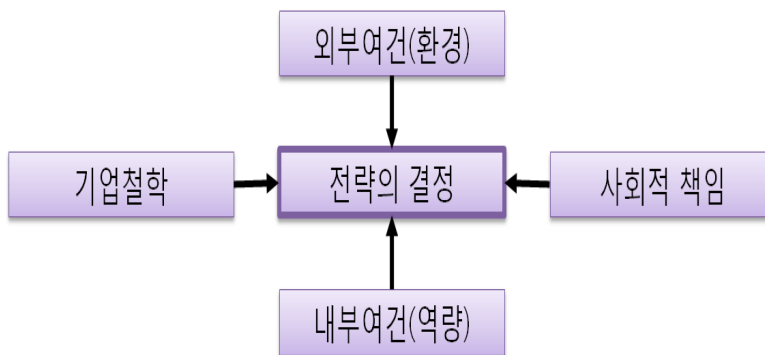 외부여건(환경)
기업철학
전략의 결정
사회적 책임
내부여건(역량)